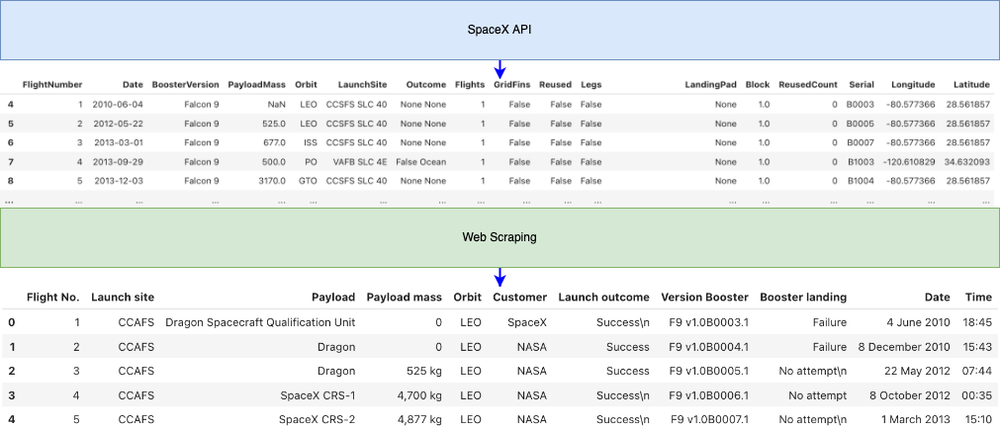 SpaceX API
FlightNumber Date BoosterVersion PayloadMass Orbit LaunchSite Outcome Flights GridFins Reused Legs LandingPad Block ReusedCount Serial Longitude Latitude
4 1 2010-06-04 Falcon 9 NaN LEO CCSFS SLC 40 None None 1 False False False None 1.0 0 B0003 -80.577366 28.561857
5 2 2012-05-22 Falcon 9 525.0 LEO CCSFS SLC 40 None None 1 False False False None 1.0 0 B0005 -80.577366 28.561857
6 3 2013-03-01 Falcon 9 677.0 ISS CCSFS SLC 40 None None 1 False False False None 1.0 0 B0007 -80.577366 28.561857
7 4 2013-09-29 Falcon 9 500.0 PO VAFB SLC 4E False Ocean 1 False False False None 1.0 0 B1003 -120.610829 34.632093
8 5 2013-12-03 Falcon 9 3170.0 GTO CCSFS SLC 40 None None 1 False False False None 1.0 0 B1004 -80.577366 28.561857
... ... ... ... ... ... ... ... ... ... ... ... ... ... ... ... ... ...
Web Scraping
Flight No. Launch site Payload Payload mass Orbit Customer Launch outcome Version Booster Booster landing Date Time
0 1 CCAFS Dragon Spacecraft Qualification Unit 0 LEO SpaceX Success\n F9 v1.0B0003.1 Failure 4 June 2010 18:45
1 2 CCAFS Dragon 0 LEO NASA Success F9 v1.0B0004.1 Failure 8 December 2010 15:43
2 3 CCAFS Dragon 525 kg LEO NASA Success F9 v1.0B0005.1 No attempt\n 22 May 2012 07:44
3 4 CCAFS SpaceX CRS-1 4,700 kg LEO NASA Success\n F9 v1.0B0006.1 No attempt 8 October 2012 00:35
4 5 CCAFS SpaceX CRS-2 4,877 kg LEO NASA Success\n F9 v1.0B0007.1 No attempt\n 1 March 2013 15:10